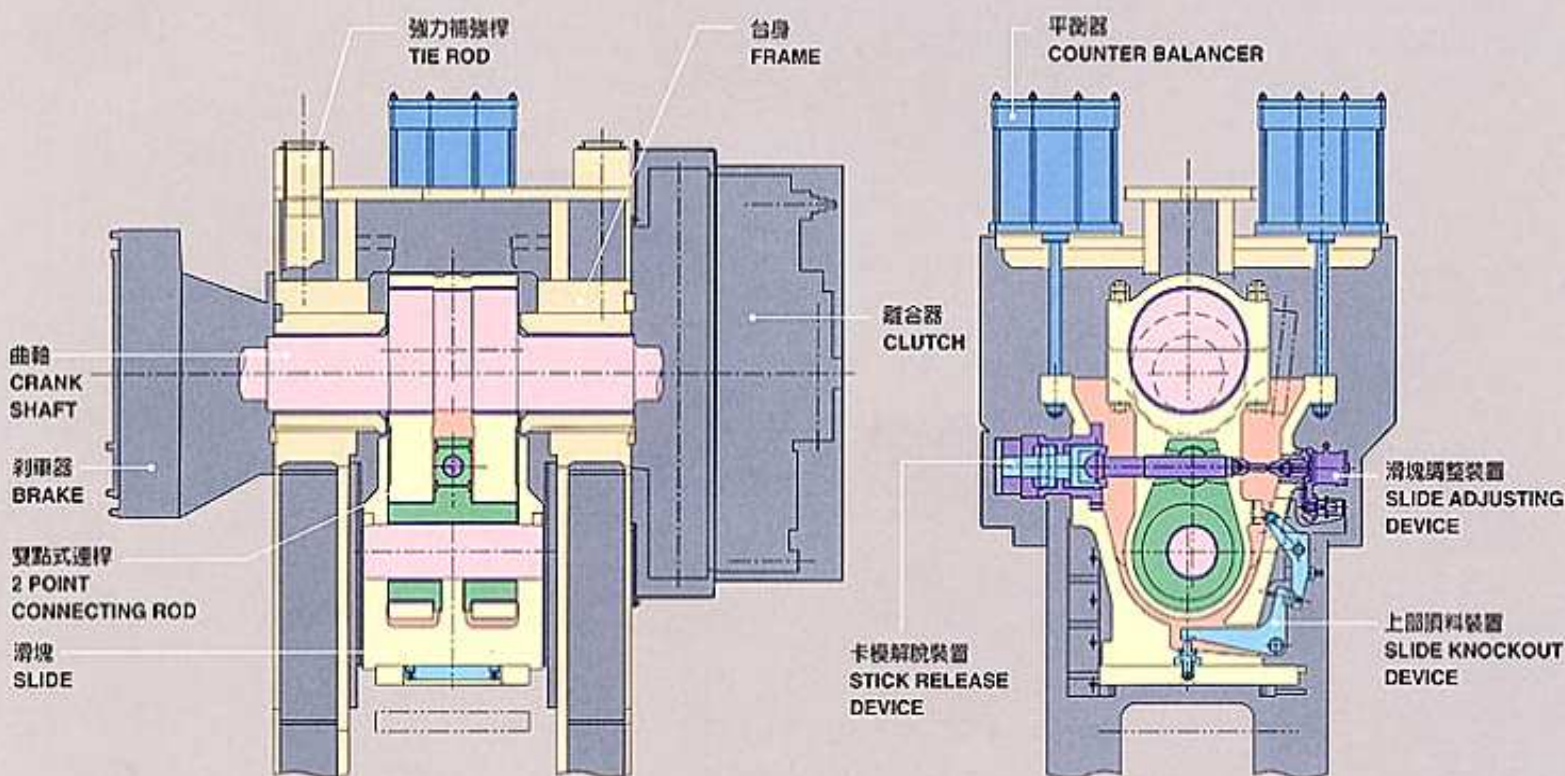 強力補強桿
TIE ROD
台身
FRAME
平衡器
COUNTER BALANCER
曲軸
CRANK
SHAFT
剎車器
BRAKE
雙點式連桿
2 POINT
CONNECTING ROD
滑塊
SLIDE
離合器
CLUTCH
卡模解脫裝置
STICK RELEASE
DEVICE
滑塊調整裝置
SLIDE ADJUSTING
DEVICE
上部頂料裝置
SLIDE KNOCKOUT
DEVICE